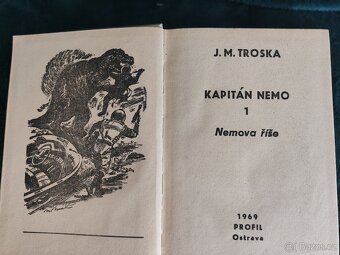 J. M. TROSKA
KAPITÁN NEMO
1
Nemova říše
1969
PROFIL
Ostrava